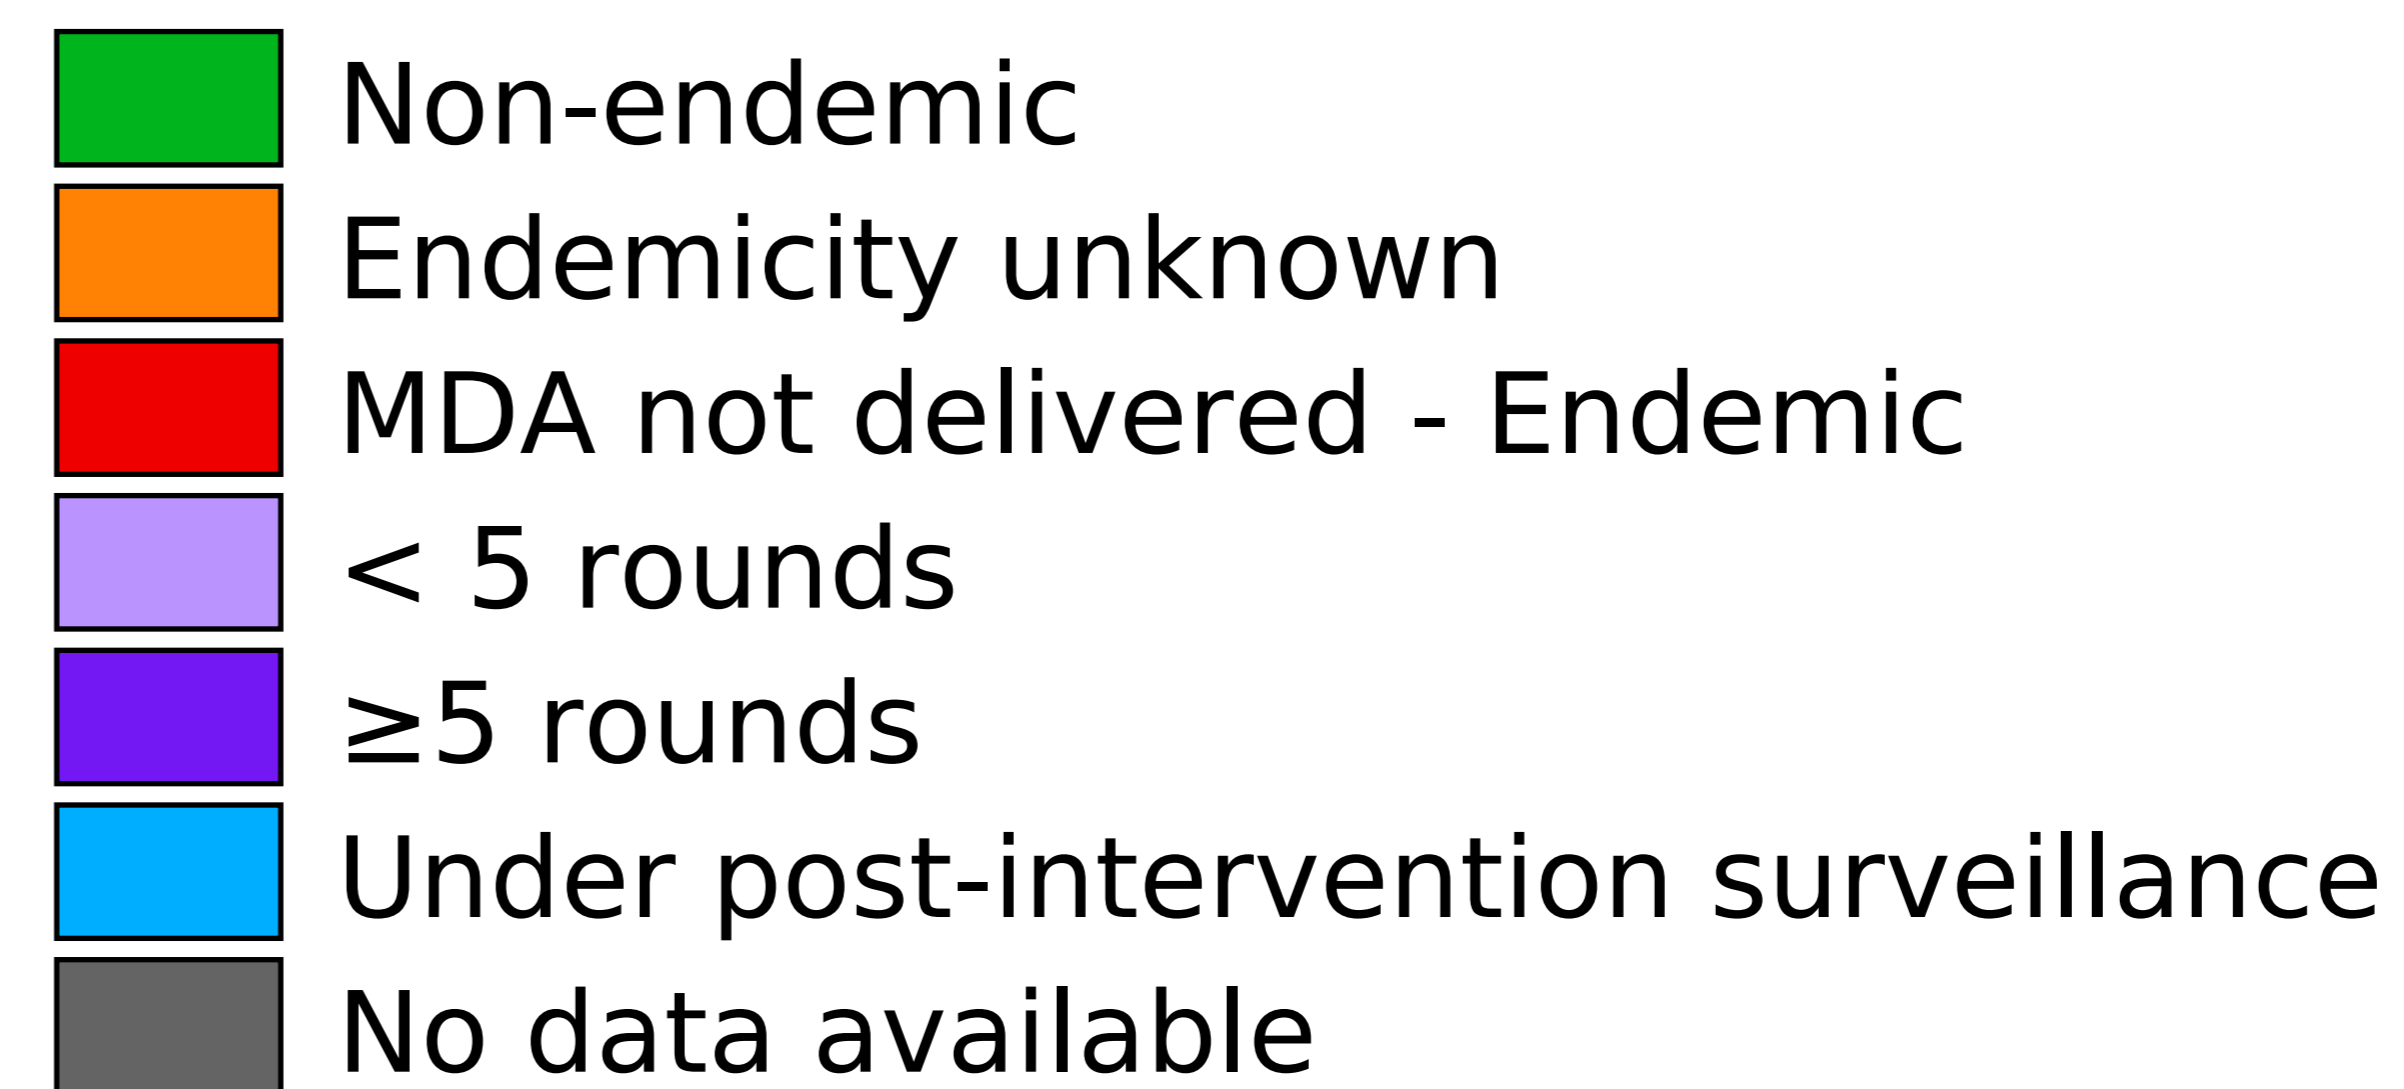 Non-endemic
Endemicity unknown
MDA not delivered - Endemic
< 5 rounds
≥5 rounds
Under post-intervention surveillance
No data available